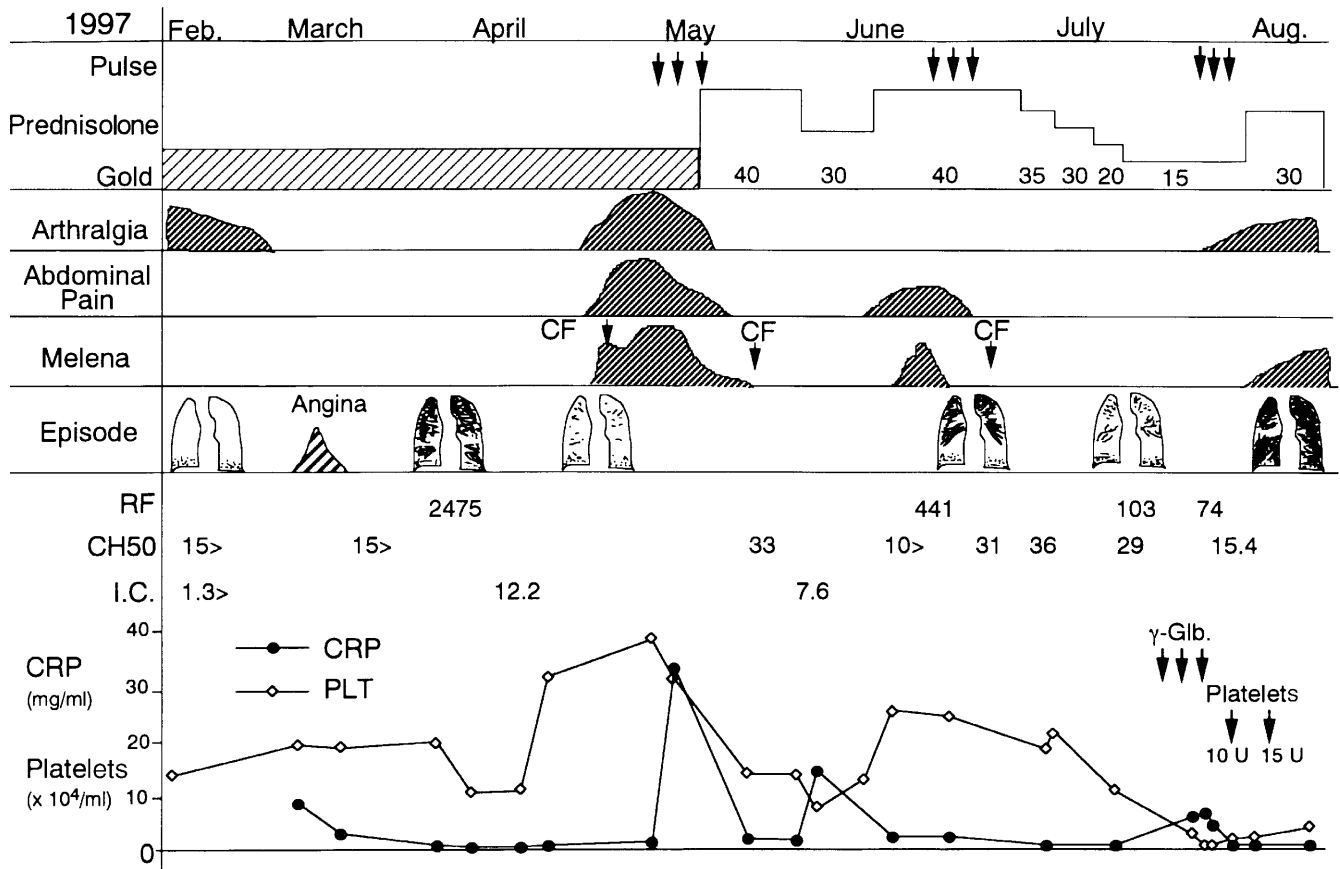 1997 Feb. March April May June July Aug.
Pulse
Prednisolone
Gold
40 30 40 35 30 20 15 30
Arthralgia
Abdominal
Pain
CF CF CF
Melena
Angina
Episode
RF 2475 441 103 74
CH50 15> 15> 33 10> 31 36 29 15.4
I.C. 1.3> 12.2 7.6
40
CRP
(mg/ml)
30
20
Platelets
(x 10⁴/ml)
10
0
CRP
PLT
γ-Glb.
Platelets
10 U 15 U